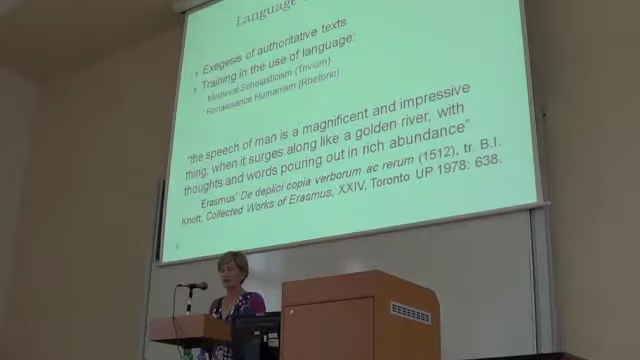 Language
Exegesis of authoritative texts
Training in the use of language:
Medieval Scholasticism (Trivium)
Renaissance Humanism (Rhetoric)
"the speech of man is a magnificent and impressive
thing, when it surges along like a golden river, with
thoughts and words pouring out in rich abundance"
Erasmus' De deplici copia verborum ac rerum (1512), tr. B.I.
Knott, Collected Works of Erasmus, XXIV, Toronto UP 1978: 638.